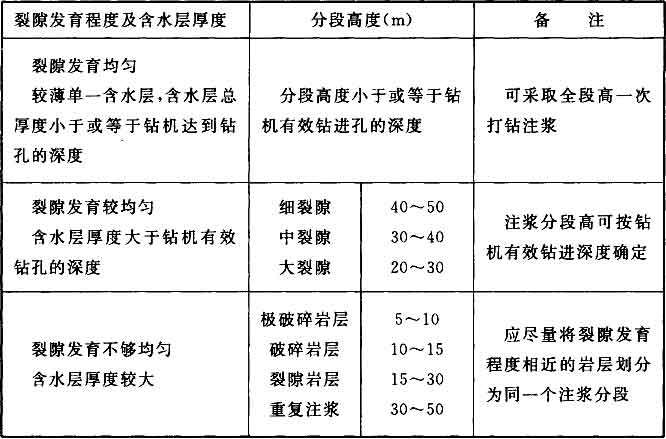 裂隙发育程度及含水层厚度 分段高度(m) 备 注
裂隙发育均匀
较薄单一含水层,含水层总
厚度小于或等于钻机达到钻
孔的深度
分段高度小于或等于钻
机有效钻进孔的深度
可采取全段高一次
打钻注浆
裂隙发育较均匀
含水层厚度大于钻机有效
钻孔的深度
细裂隙 40~50
中裂隙 30~40
大裂隙 20~30
注浆分段高可按钻
机有效钻进深度确定
裂隙发育不够均匀
含水层厚度较大
极破碎岩层 5~10
破碎岩层 10~15
裂隙岩层 15~30
重复注浆 30~50
应尽量将裂隙发育
程度相近的岩层划分
为同一个注浆分段